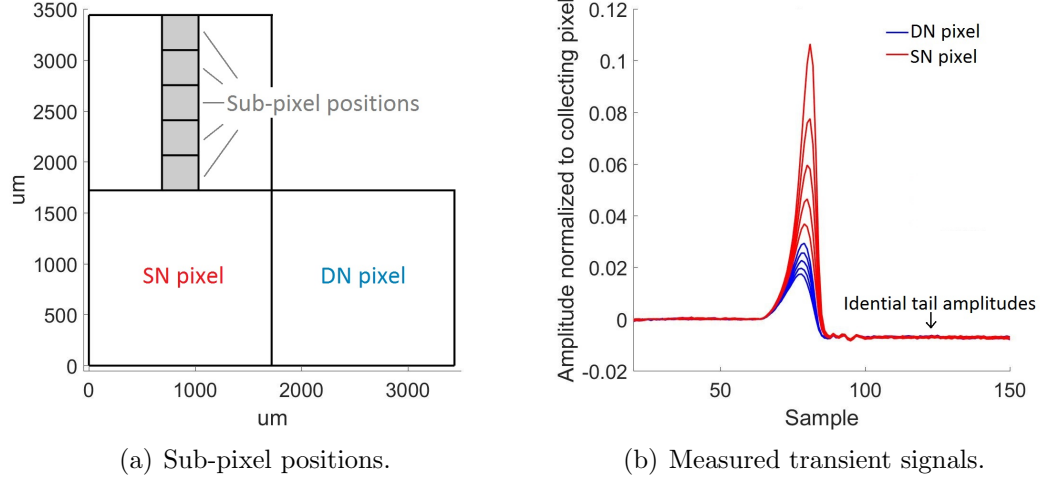 3500
3000
2500
2000
1500
1000
500
0
um
0
1000
2000
3000
um
Sub-pixel positions
SN pixel
DN pixel
(a) Sub-pixel positions.
0.12
0.1
0.08
0.06
0.04
0.02
0
-0.02
Amplitude normalized to collecting pixel
DN pixel
SN pixel
Idential tail amplitudes
50
100
150
Sample
(b) Measured transient signals.